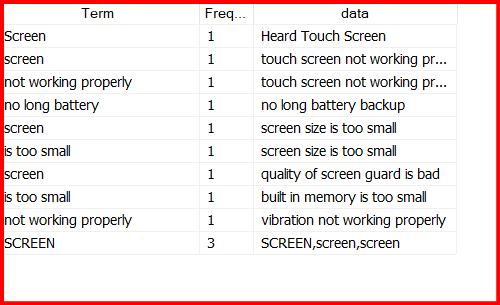 Term Freq... data
Screen 1 Heard Touch Screen
screen 1 touch screen not working pr...
not working properly 1 touch screen not working pr...
no long battery 1 no long battery backup
screen 1 screen size is too small
is too small 1 screen size is too small
screen 1 quality of screen guard is bad
is too small 1 built in memory is too small
not working properly 1 vibration not working properly
SCREEN 3 SCREEN,screen,screen